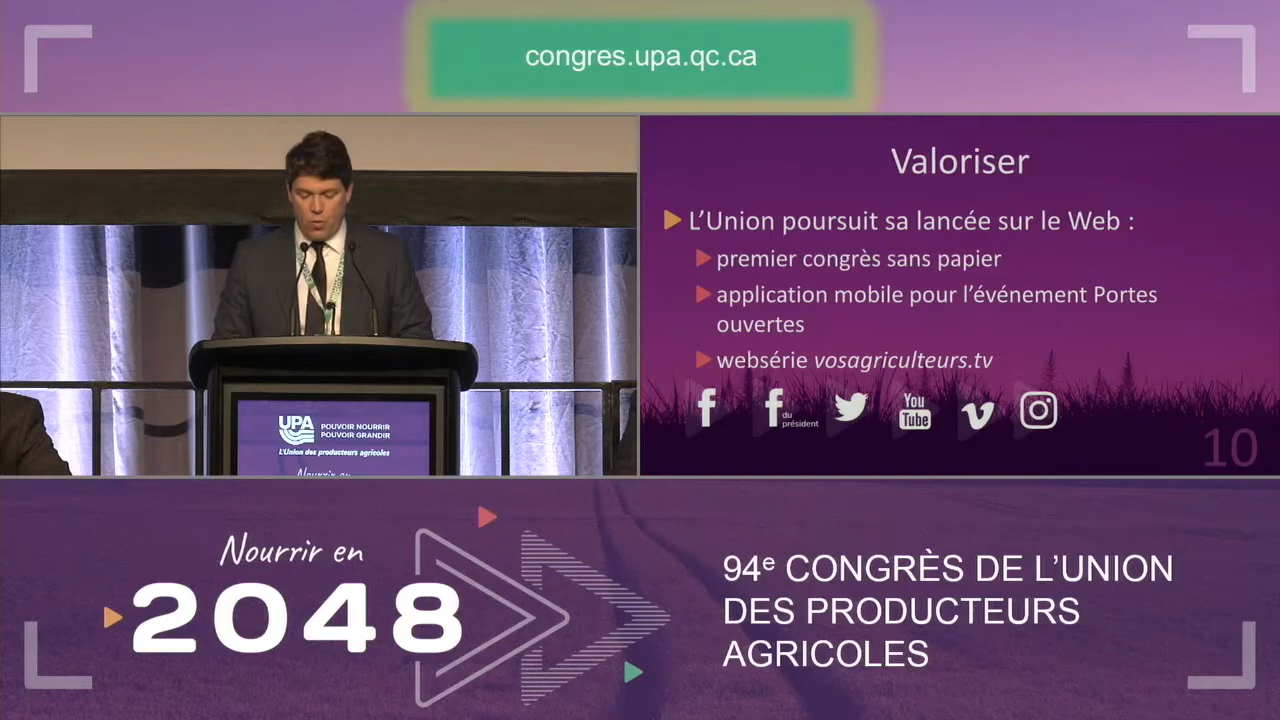 congres.upa.qc.ca
Valoriser
L'Union poursuit sa lancée sur le Web :
premier congrès sans papier
application mobile pour l'événement Portes
ouvertes
websérie vosagriculteurs.tv
du
président
You
Tube
10
UPA
POUVOIR NOURRIR
POUVOIR GRANDIR
L'Union des producteurs agricoles
Nourrir en
Nourrir en
2048
94e CONGRÈS DE L'UNION
DES PRODUCTEURS
AGRICOLES